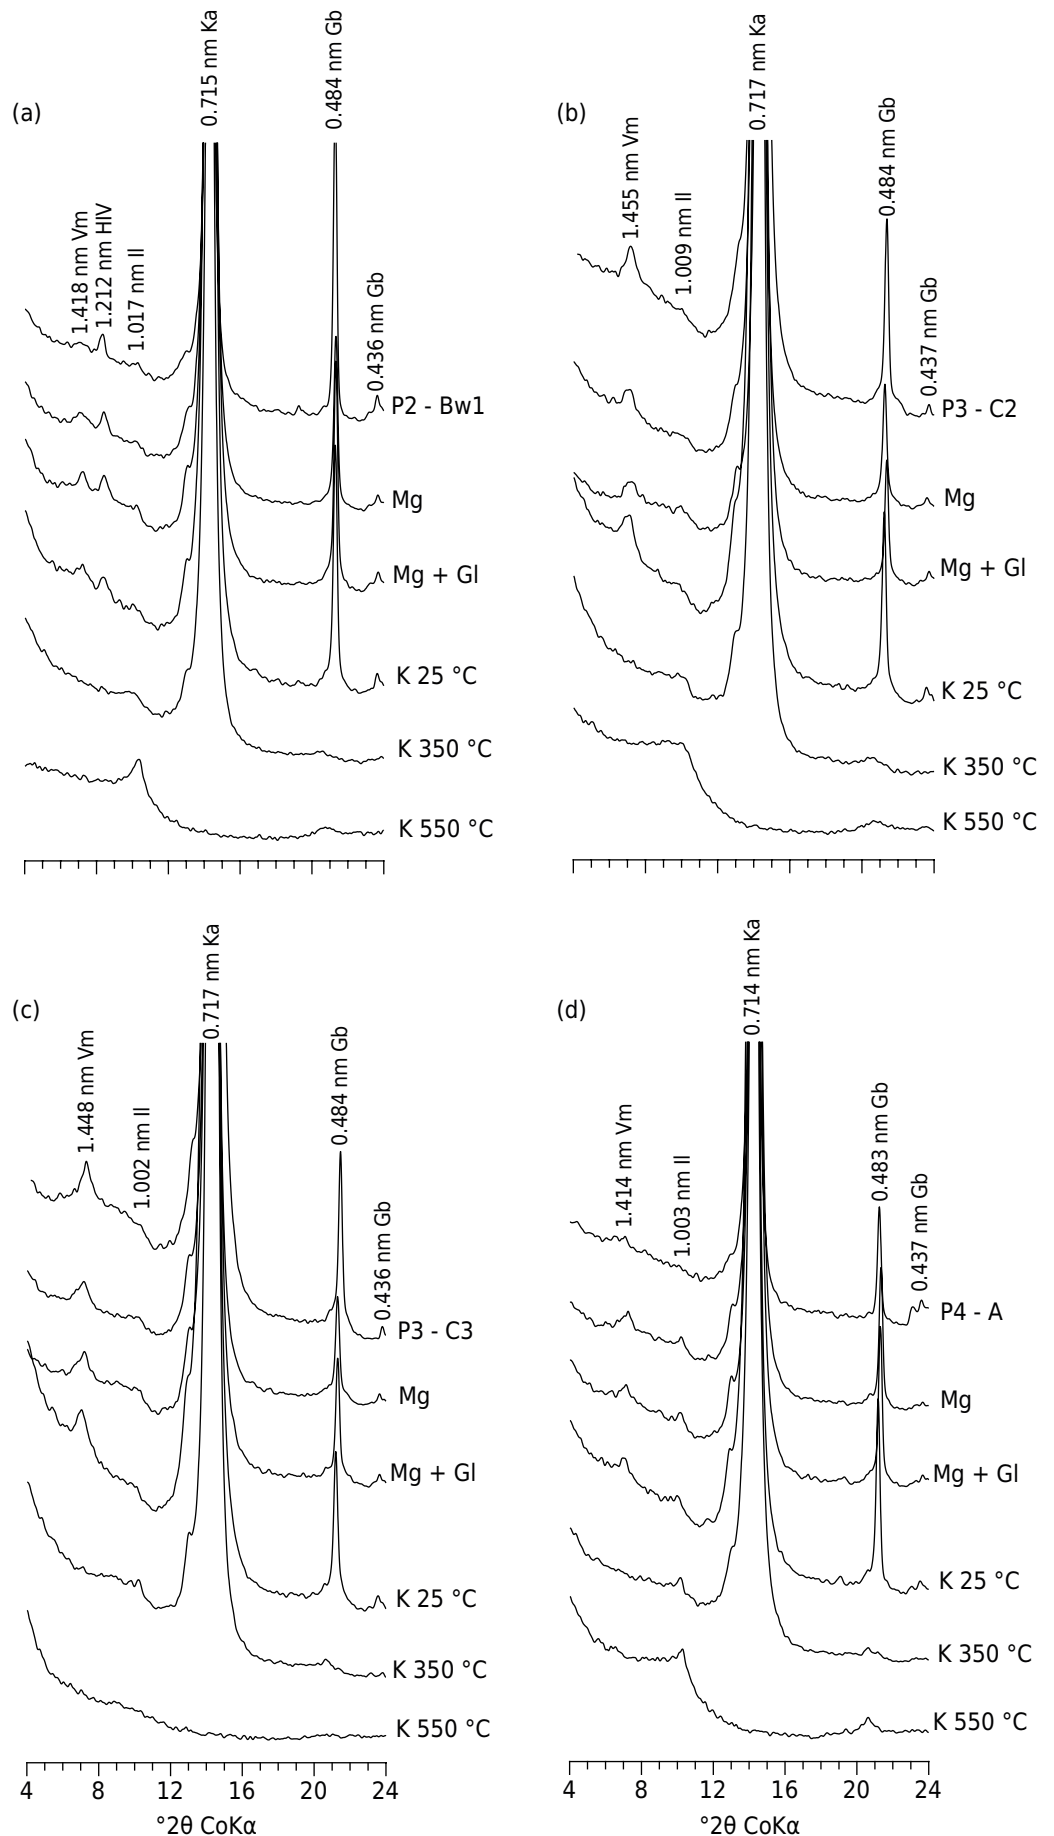 (a)
1.418 nm Vm
1.212 nm HIV
1.017 nm Il
0.715 nm Ka
0.484 nm Gb
0.436 nm Gb
P2 - Bw1
Mg
Mg + Gl
K 25 °C
K 350 °C
K 550 °C
(b)
1.455 nm Vm
1.009 nm Il
0.717 nm Ka
0.484 nm Gb
0.437 nm Gb
P3 - C2
Mg
Mg + Gl
K 25 °C
K 350 °C
K 550 °C
(c)
1.448 nm Vm
1.002 nm Il
0.717 nm Ka
0.484 nm Gb
0.436 nm Gb
P3 - C3
Mg
Mg + Gl
K 25 °C
K 350 °C
K 550 °C
4 8 12 16 20 24
°2θ CoKα
(d)
1.414 nm Vm
1.003 nm Il
0.714 nm Ka
0.483 nm Gb
0.437 nm Gb
P4 - A
Mg
Mg + Gl
K 25 °C
K 350 °C
K 550 °C
4 8 12 16 20 24
°2θ CoKα